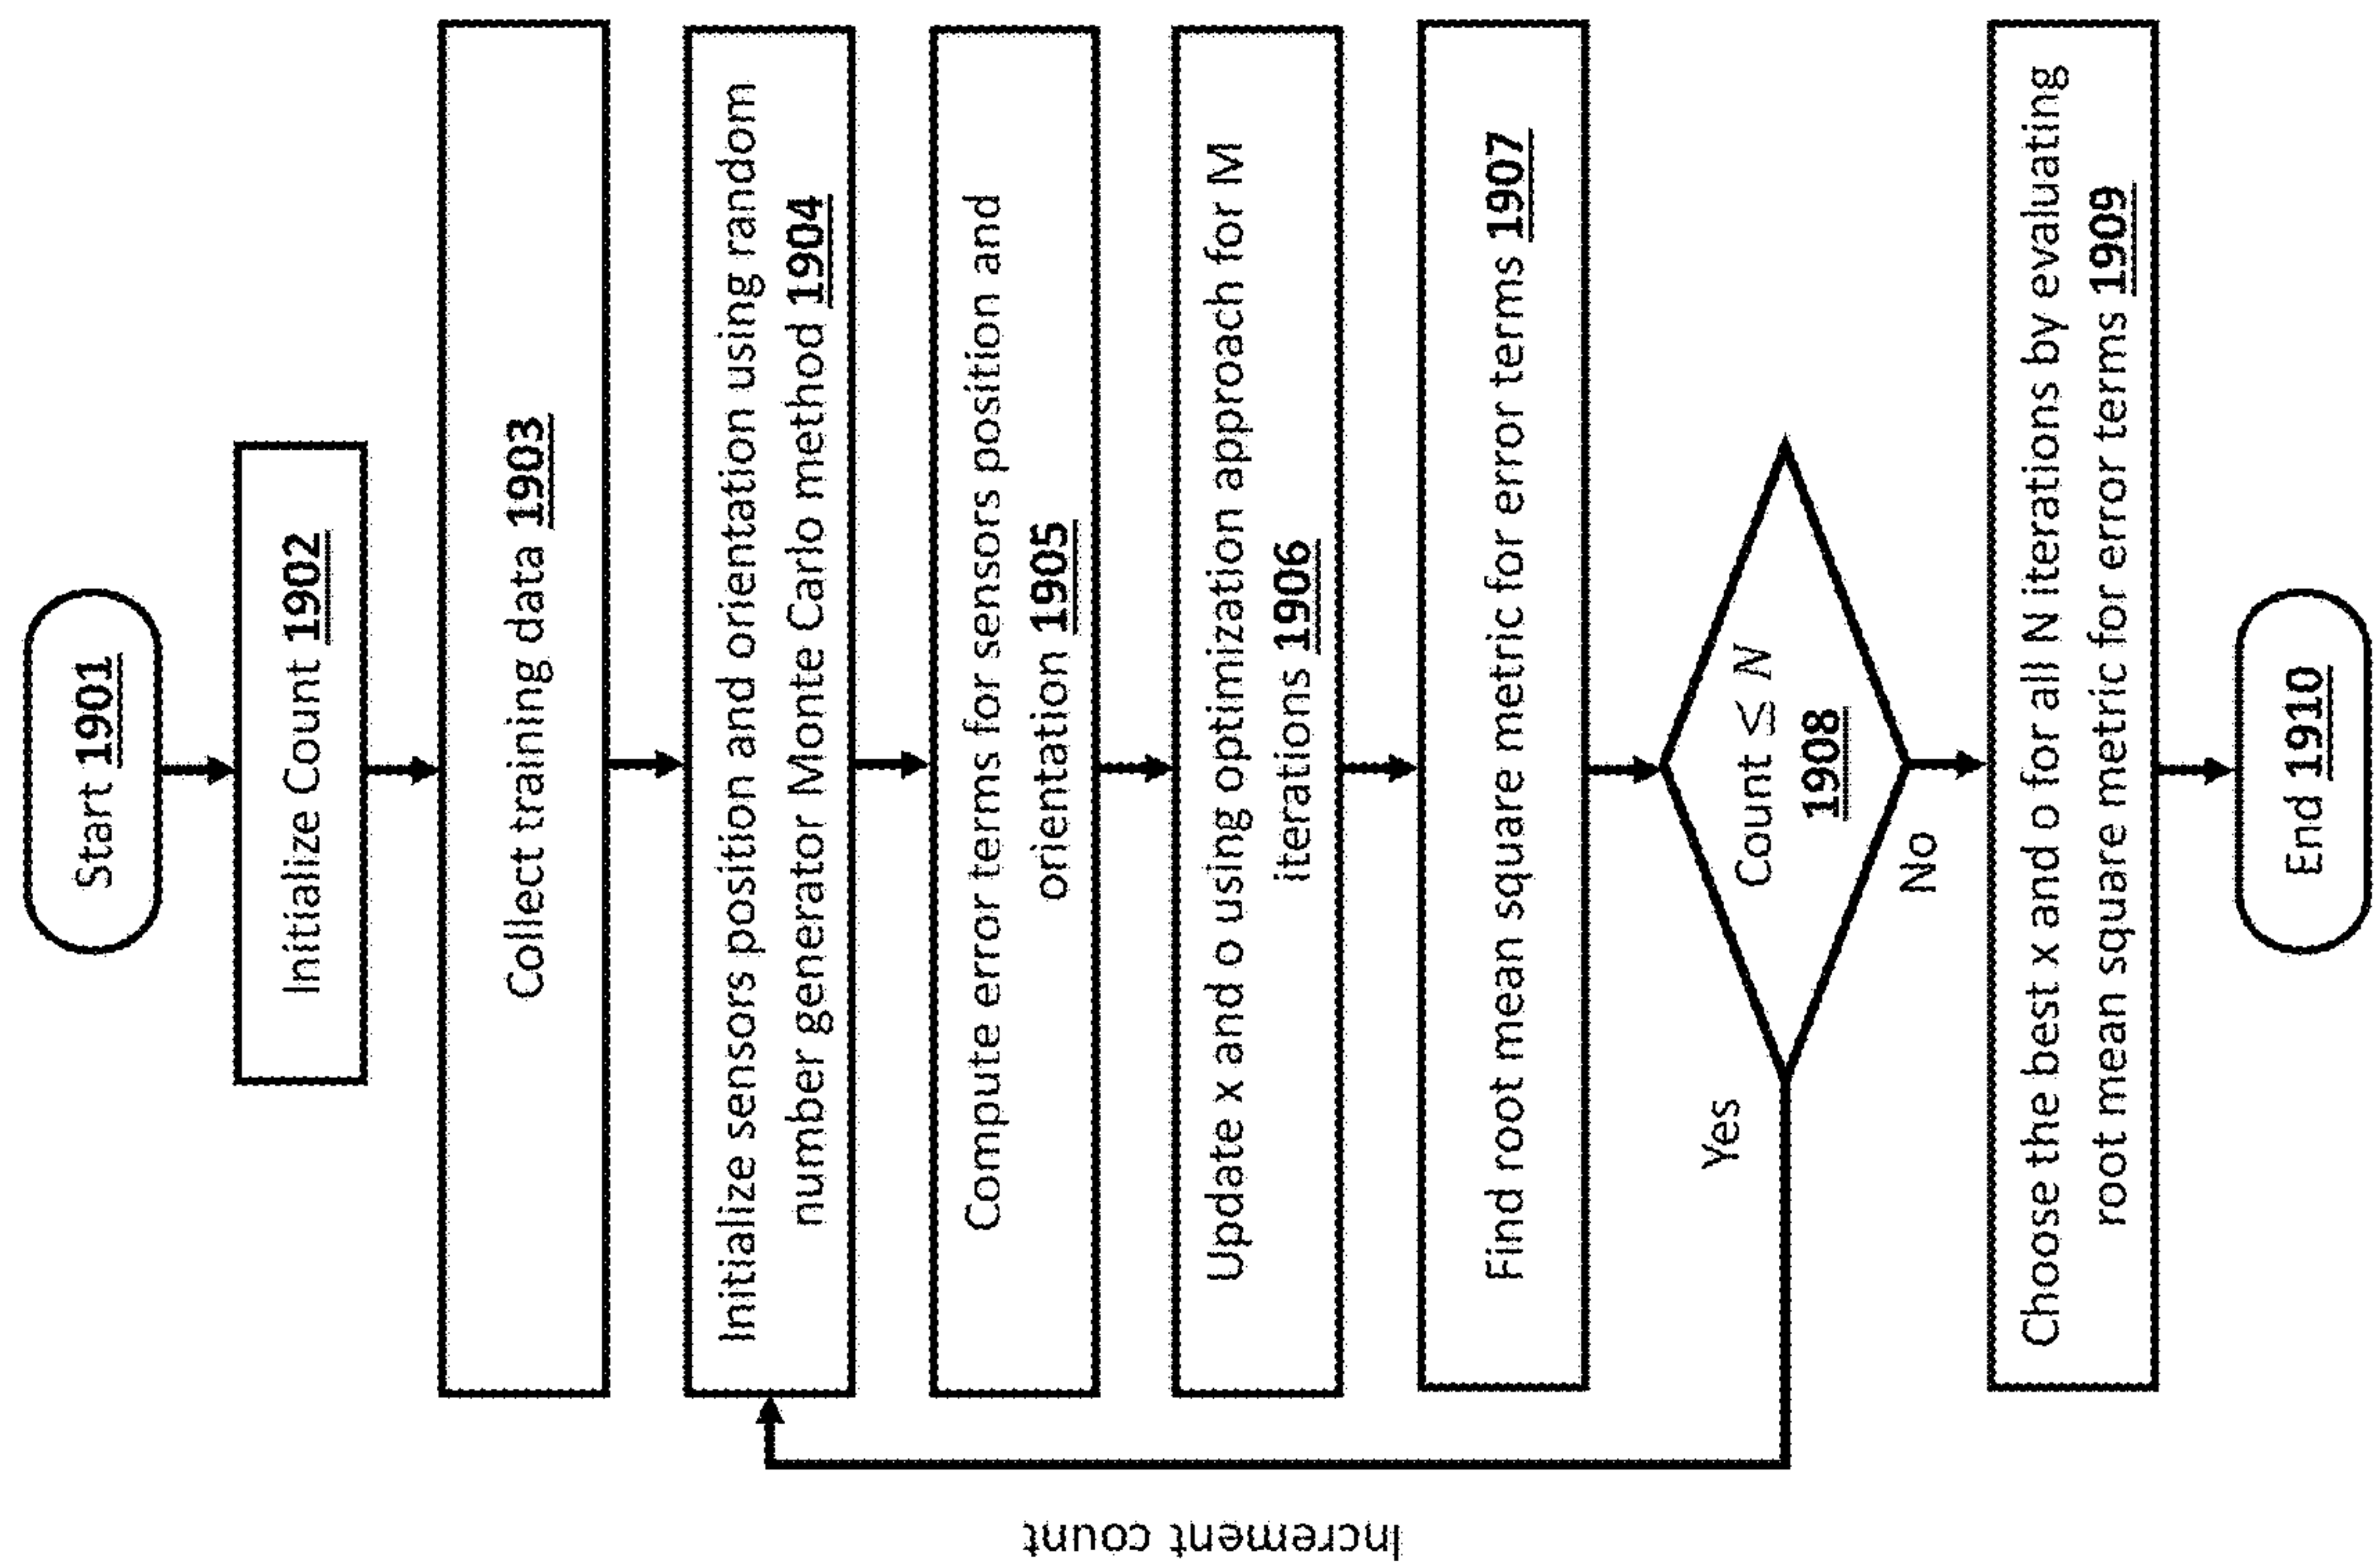 Start 1901
Initialize Count 1902
Collect training data 1903
Initialize sensors position and orientation using random
number generator Monte Carlo method 1904
Compute error terms for sensors position and
orientation 1905
Update x and o using optimization approach for M
iterations 1906
Find root mean square metric for error terms 1907
Count ≤ N
1908
Yes
No
Increment count
Choose the best x and o for all N iterations by evaluating
root mean square metric for error terms 1909
End 1910